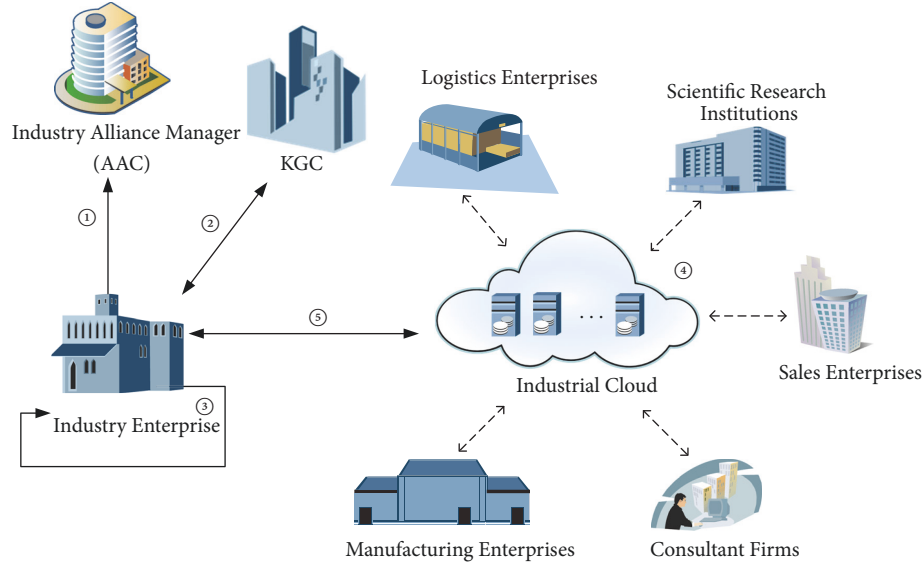 Industry Alliance Manager
(AAC)
KGC
Logistics Enterprises
Scientific Research
Institutions
①
②
④
⑤
Industrial Cloud
Sales Enterprises
③
Industry Enterprise
Manufacturing Enterprises
Consultant Firms